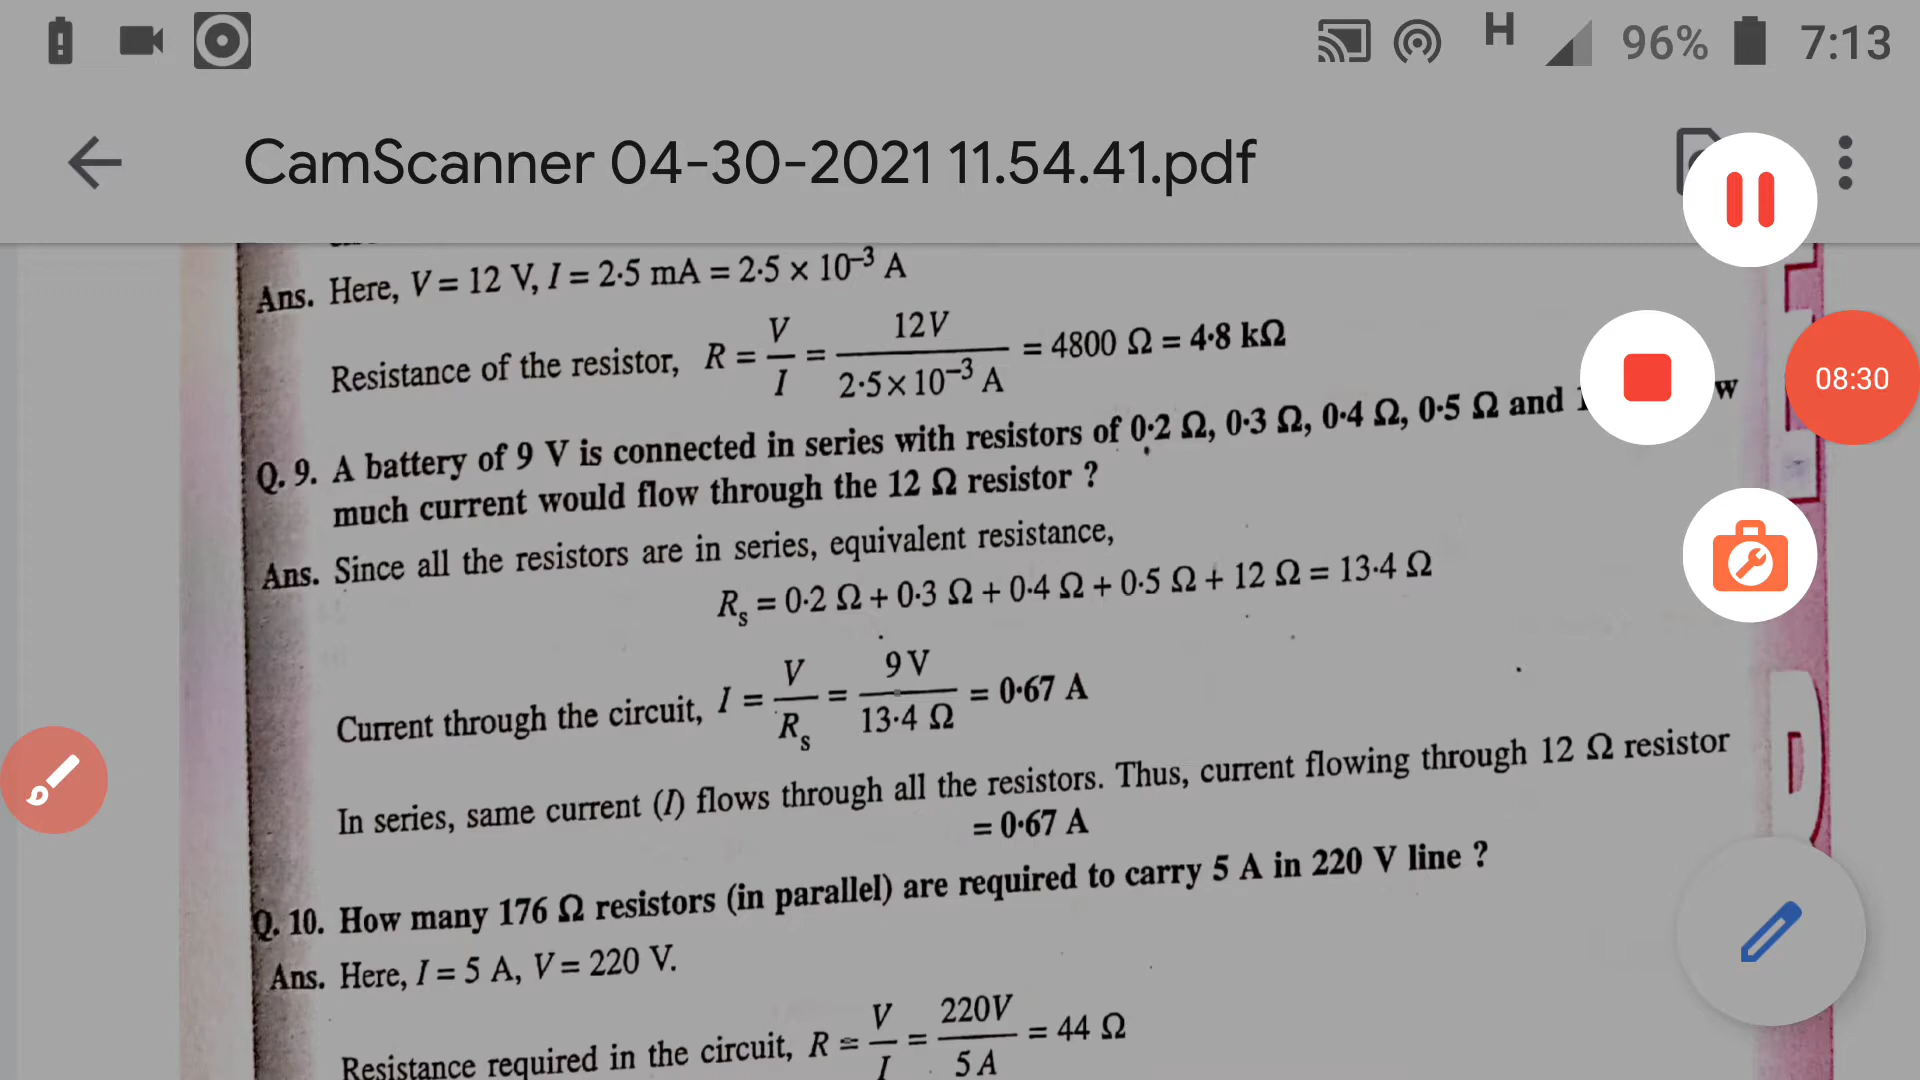 H 96% 7:13
CamScanner 04-30-2021 11.54.41.pdf
Ans. Here, V = 12 V, I = 2·5 mA = 2·5 × 10⁻³ A
Resistance of the resistor, R = V/I = 12V/2·5×10⁻³ A = 4800 Ω = 4·8 kΩ
08:30
Q. 9. A battery of 9 V is connected in series with resistors of 0·2 Ω, 0·3 Ω, 0·4 Ω, 0·5 Ω and
much current would flow through the 12 Ω resistor ?
Ans. Since all the resistors are in series, equivalent resistance,
Rₛ = 0·2 Ω + 0·3 Ω + 0·4 Ω + 0·5 Ω + 12 Ω = 13·4 Ω
Current through the circuit, I = V/Rₛ = 9 V/13·4 Ω = 0·67 A
In series, same current (I) flows through all the resistors. Thus, current flowing through 12 Ω resistor
= 0·67 A
Q. 10. How many 176 Ω resistors (in parallel) are required to carry 5 A in 220 V line ?
Ans. Here, I = 5 A, V = 220 V.
Resistance required in the circuit, R = V/I = 220V/5 A = 44 Ω